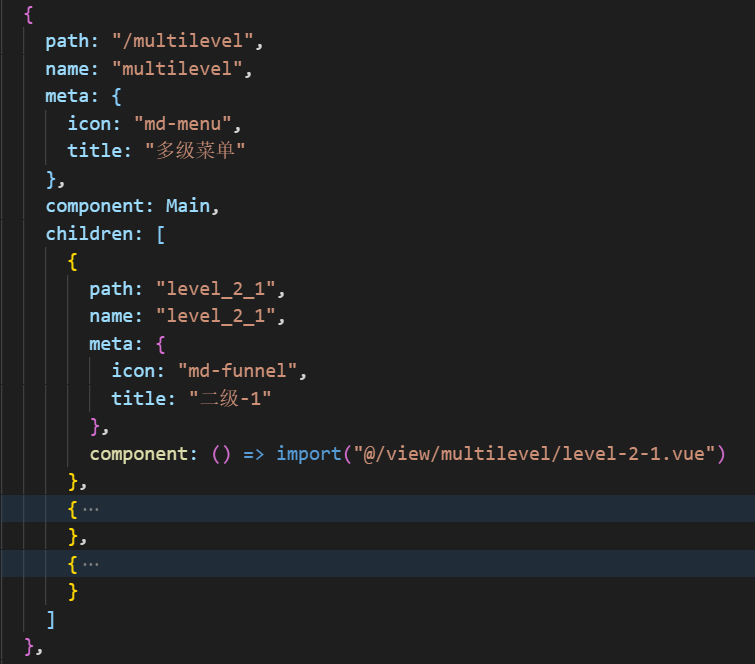 {
  path: "/multilevel",
  name: "multilevel",
  meta: {
    icon: "md-menu",
    title: "多级菜单"
  },
  component: Main,
  children: [
    {
      path: "level_2_1",
      name: "level_2_1",
      meta: {
        icon: "md-funnel",
        title: "二级-1"
      },
      component: () => import("@/view/multilevel/level-2-1.vue")
    },
    {⋯
    },
    {⋯
    }
  ]
},